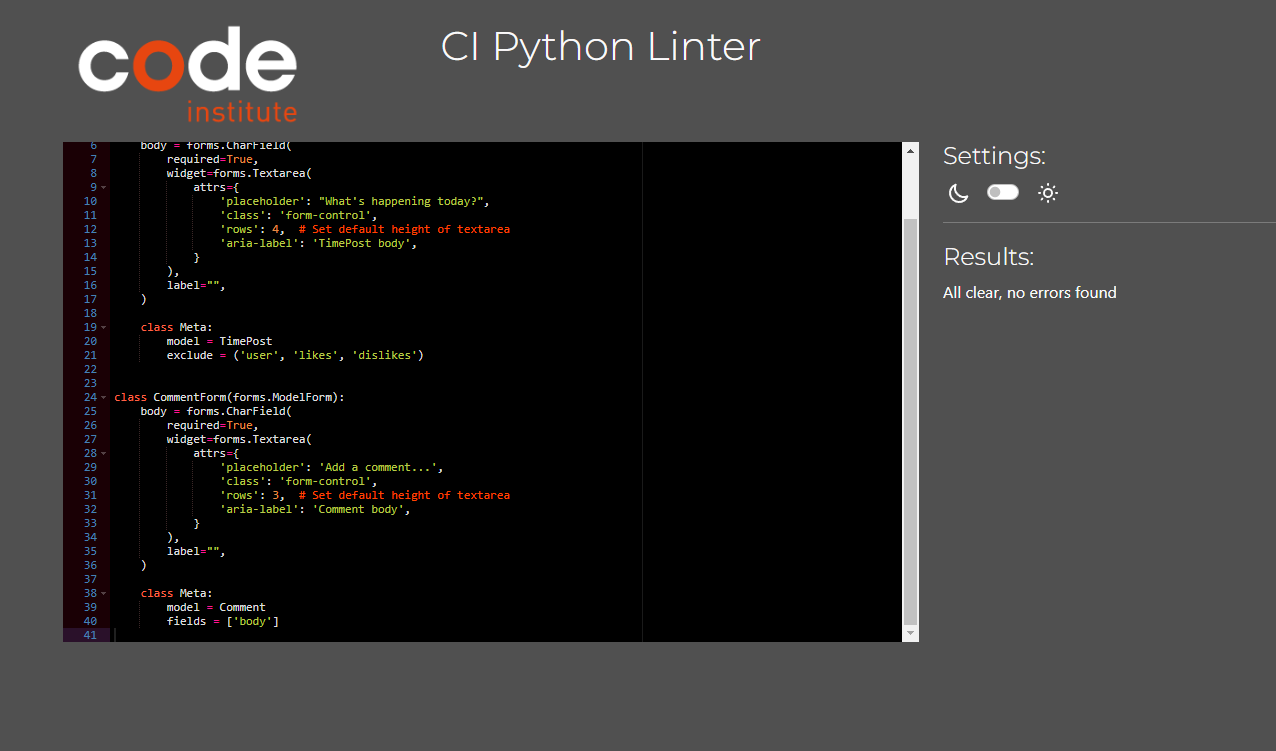 code
institute
CI Python Linter
6 body = forms.CharField(
7 required=True,
8 widget=forms.Textarea(
9 attrs={
10 'placeholder': "What's happening today?",
11 'class': 'form-control',
12 'rows': 4,  # Set default height of textarea
13 'aria-label': 'TimePost body',
14 }
15 ),
16 label="",
17 )
18
19 class Meta:
20 model = TimePost
21 exclude = ('user', 'likes', 'dislikes')
22
23
24 class CommentForm(forms.ModelForm):
25 body = forms.CharField(
26 required=True,
27 widget=forms.Textarea(
28 attrs={
29 'placeholder': 'Add a comment...',
30 'class': 'form-control',
31 'rows': 3,  # Set default height of textarea
32 'aria-label': 'Comment body',
33 }
34 ),
35 label="",
36 )
37
38 class Meta:
39 model = Comment
40 fields = ['body']
41
Settings:
Results:
All clear, no errors found